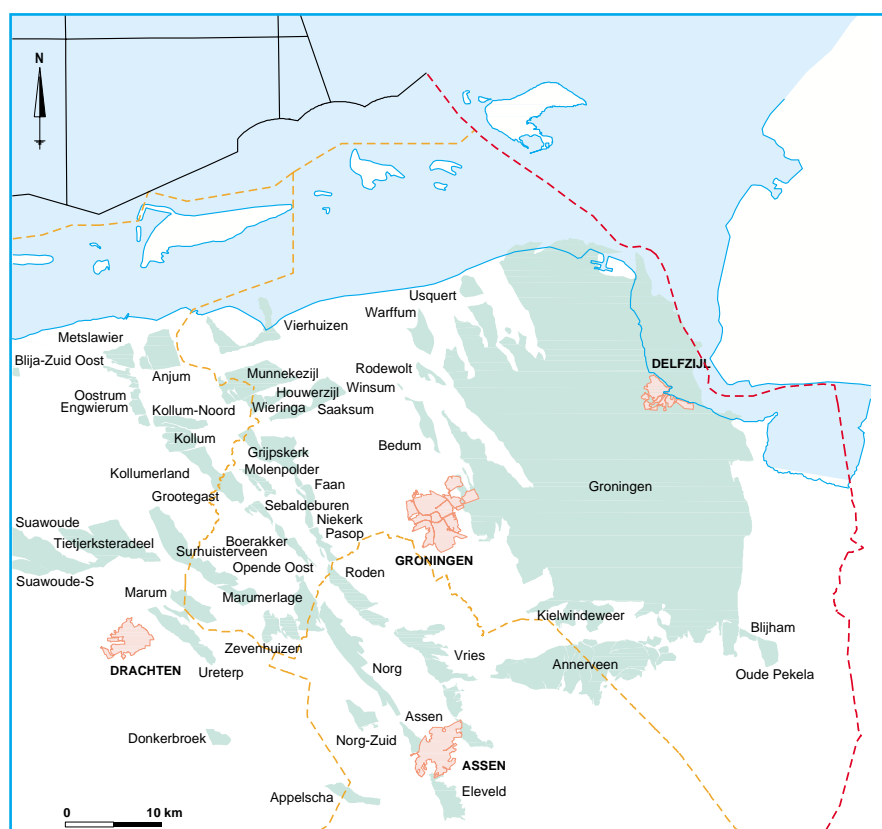 N
Usquert
Warffum
Vierhuizen
Metslawier
Blija-Zuid Oost
Anjum
Munnekezijl
Rodewolt
DELFZIJL
Oostrum
Houwerzijl
Winsum
Engwierum
Kollum-Noord
Wieringa
Saaksum
Kollum
Bedum
Grijpskerk
Molenpolder
Kollumerland
Faan
Groningen
Grootegast
Sebaldeburen
Niekerk
Suawoude
Pasop
Tietjerksteradeel
Boerakker
Surhuisterveen
GRONINGEN
Opende Oost
Roden
Suawoude-S
Marum
Marumerlage
Kielwindeweer
Blijham
Zevenhuizen
Vries
Annerveen
DRACHTEN
Ureterp
Norg
Oude Pekela
Assen
Donkerbroek
Norg-Zuid
ASSEN
Appelscha
Eleveld
0 10 km